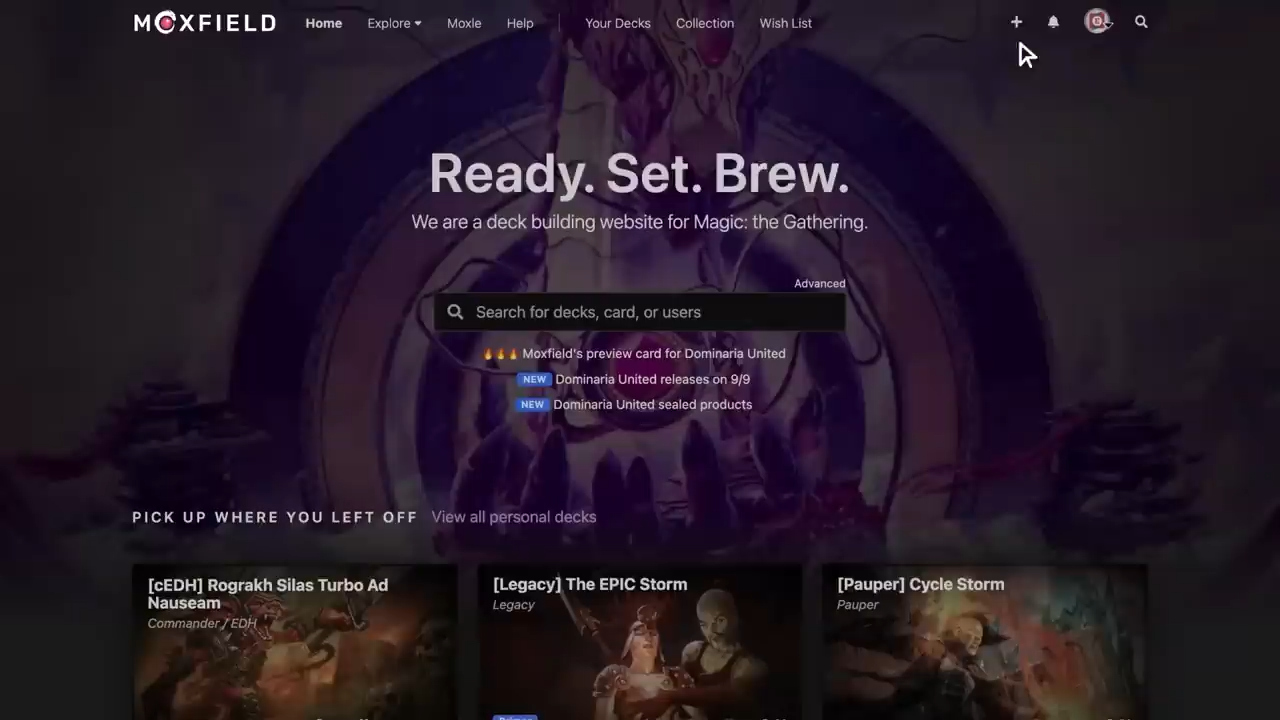 MOXFIELD Home Explore Moxie Help Your Decks Collection Wish List
Ready. Set. Brew.
We are a deck building website for Magic: the Gathering.
Advanced
Search for decks, card, or users
🔥🔥🔥 Moxfield's preview card for Dominaria United
NEW Dominaria United releases on 9/9
NEW Dominaria United sealed products
PICK UP WHERE YOU LEFT OFF View all personal decks
[cEDH] Rograkh Silas Turbo Ad
Nauseam
Commander / EDH
[Legacy] The EPIC Storm
Legacy
[Pauper] Cycle Storm
Pauper